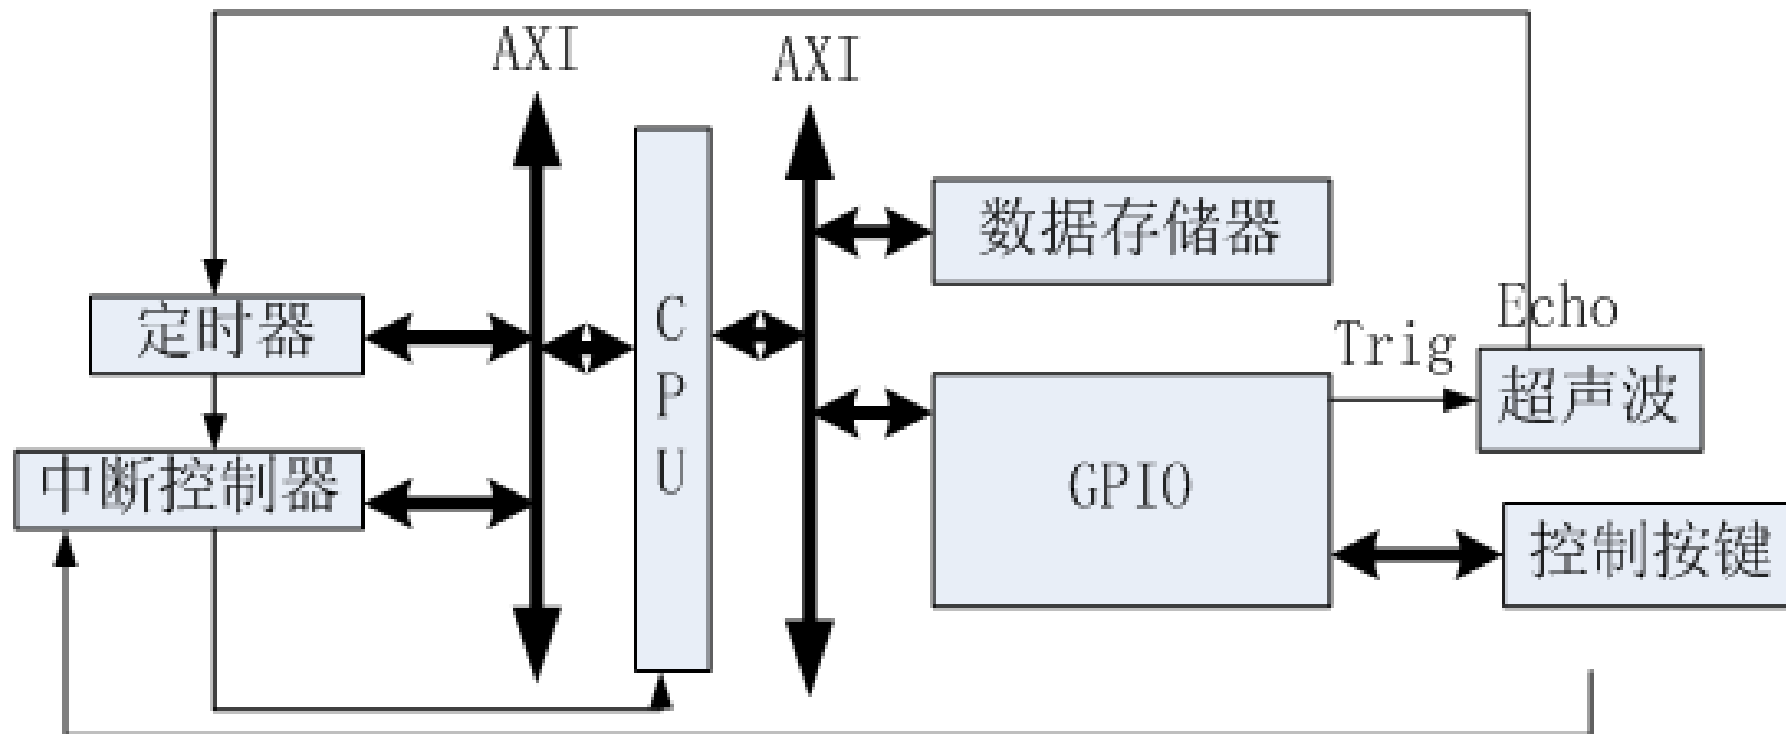 AXI
AXI
数据存储器
定时器
CPU
Echo
Trig
超声波
中断控制器
GPIO
控制按键